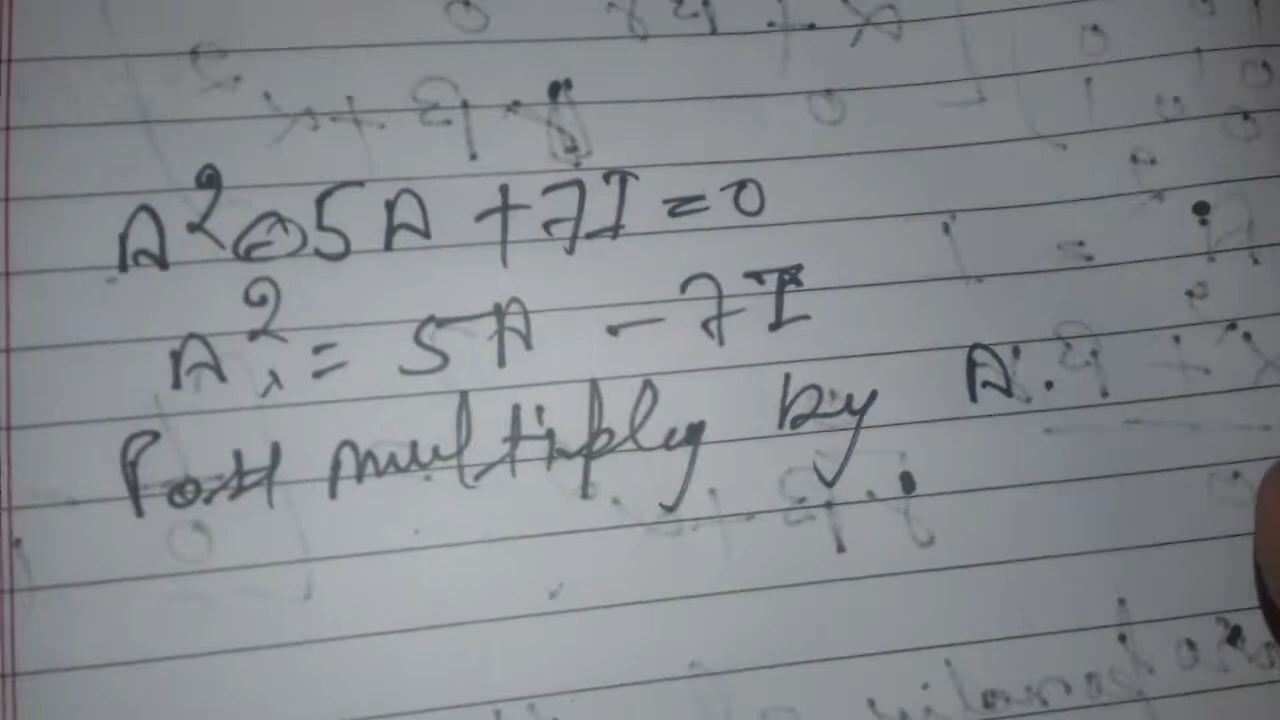 A² - 5A + 7I = 0
A² = 5A - 7I
Post multiply by A.